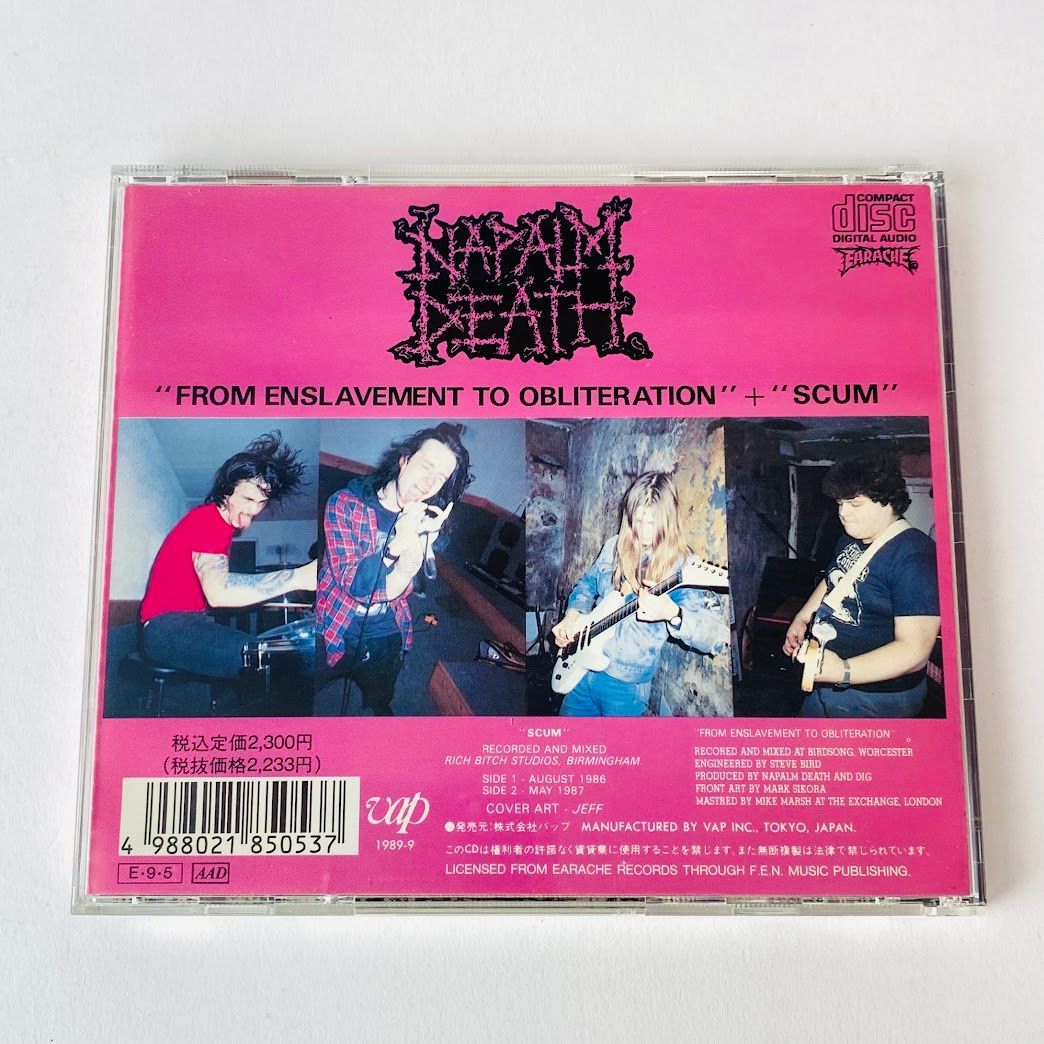 NAPALM
DEATH
COMPACT
disc
DIGITAL AUDIO
EARACHE
"FROM ENSLAVEMENT TO OBLITERATION" + "SCUM"
税込定価2,300円
(税抜価格2,233円)
4 988021 850537
E・9・5 AAD
vap
1989-9
"SCUM"
RECORDED AND MIXED
RICH BITCH STUDIOS, BIRMINGHAM
SIDE 1 - AUGUST 1986
SIDE 2 - MAY 1987
COVER ART - JEFF
"FROM ENSLAVEMENT TO OBLITERATION"
RECORED AND MIXED AT BIRDSONG, WORCESTER
ENGINEERED BY STEVE BIRD
PRODUCED BY NAPALM DEATH AND DIG
FRONT ART BY MARK SIKORA
MASTRED BY MIKE MARSH AT THE EXCHANGE, LONDON
●発売元:株式会社バップ MANUFACTURED BY VAP INC., TOKYO, JAPAN.
このCDは権利者の許諾なく賃貸業に使用することを禁じます。また無断複製は法律で禁じられています。
LICENSED FROM EARACHE RECORDS THROUGH F.E.N. MUSIC PUBLISHING.